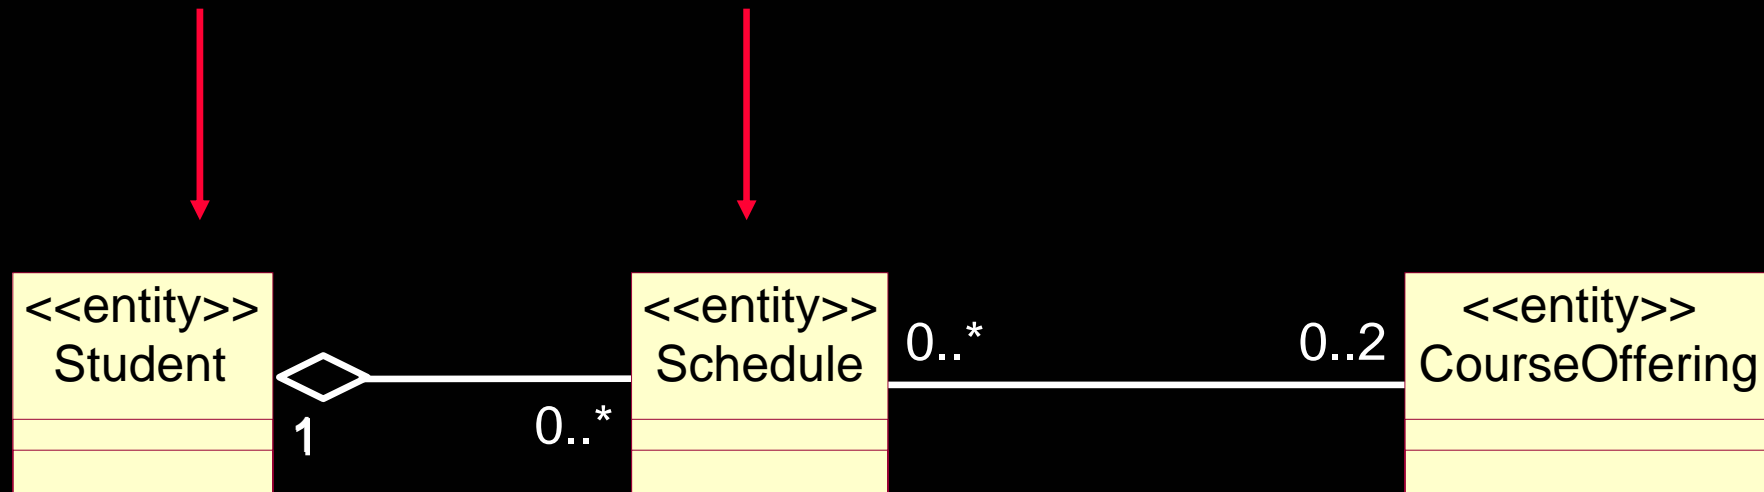 <<entity>>
Student
1
0..*
<<entity>>
Schedule
0..*
0..2
<<entity>>
CourseOffering